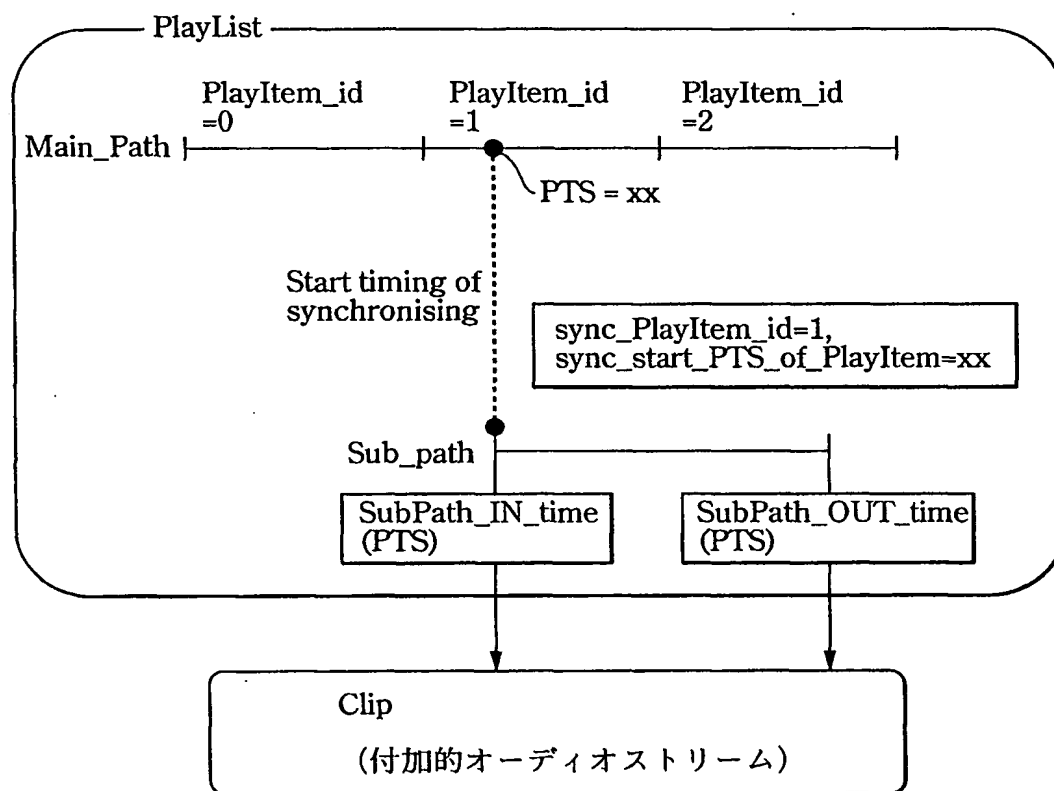 PlayList
PlayItem_id
=0
PlayItem_id
=1
PlayItem_id
=2
Main_Path
PTS = xx
Start timing of
synchronising
sync_PlayItem_id=1,
sync_start_PTS_of_PlayItem=xx
Sub_path
SubPath_IN_time
(PTS)
SubPath_OUT_time
(PTS)
Clip
(付加的オーディオストリーム)